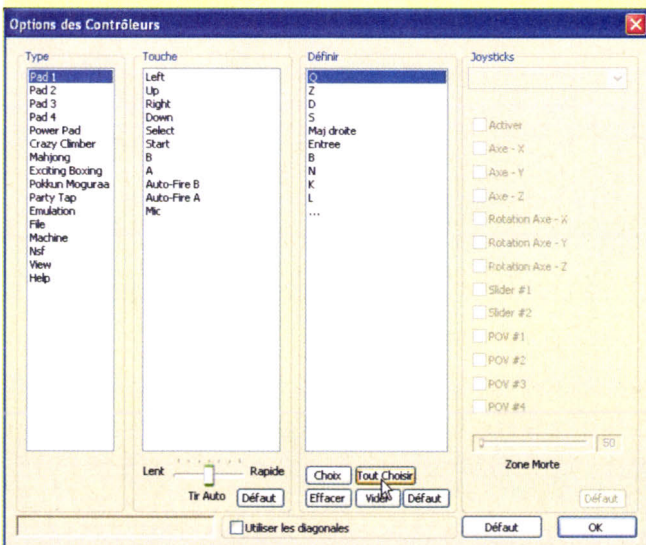 Options des Contrôleurs
Type
Pad 1
Pad 2
Pad 3
Pad 4
Power Pad
Crazy Climber
Mahjong
Exciting Boxing
Pokkun Moguraa
Party Tap
Emulation
File
Machine
Nsf
View
Help
Touche
Left
Up
Right
Down
Select
Start
B
A
Auto-Fire B
Auto-Fire A
Mic
Lent
Rapide
Tir Auto
Défaut
Définir
Q
Z
D
S
Maj droite
Entree
B
N
K
L
...
Choix
Tout Choisir
Effacer
Vider
Défaut
Joysticks
Activer
Axe - X
Axe - Y
Axe - Z
Rotation Axe - X
Rotation Axe - Y
Rotation Axe - Z
Slider #1
Slider #2
POV #1
POV #2
POV #3
POV #4
50
Zone Morte
Défaut
Utiliser les diagonales
Défaut
OK